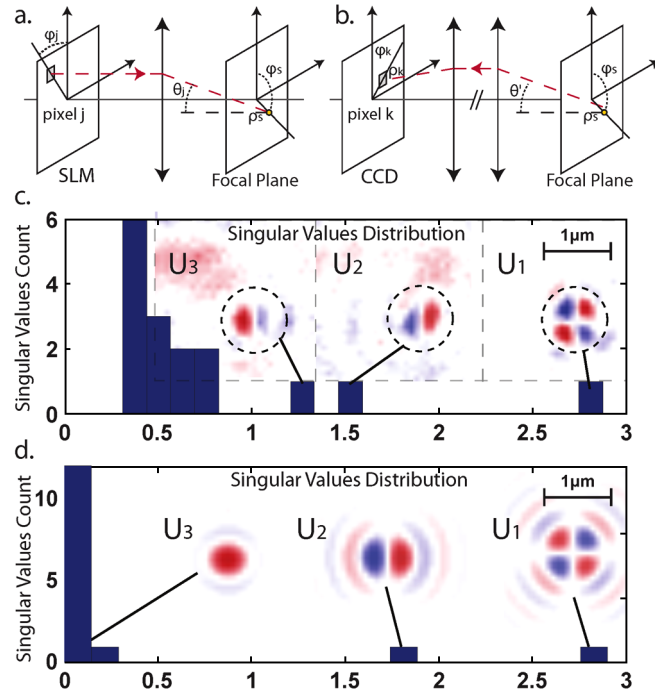 a.
b.
φj
θj
pixel j
SLM
φs
ρs
Focal Plane
φk
ρk
pixel k
CCD
θ'
φs
ρs
Focal Plane
c.
Singular Values Count
6
4
2
0
Singular Values Distribution
U3
U2
U1
1μm
0 0.5 1 1.5 2 2.5 3
d.
Singular Values Count
10
5
0
Singular Values Distribution
U3
U2
U1
1μm
0 0.5 1 1.5 2 2.5 3